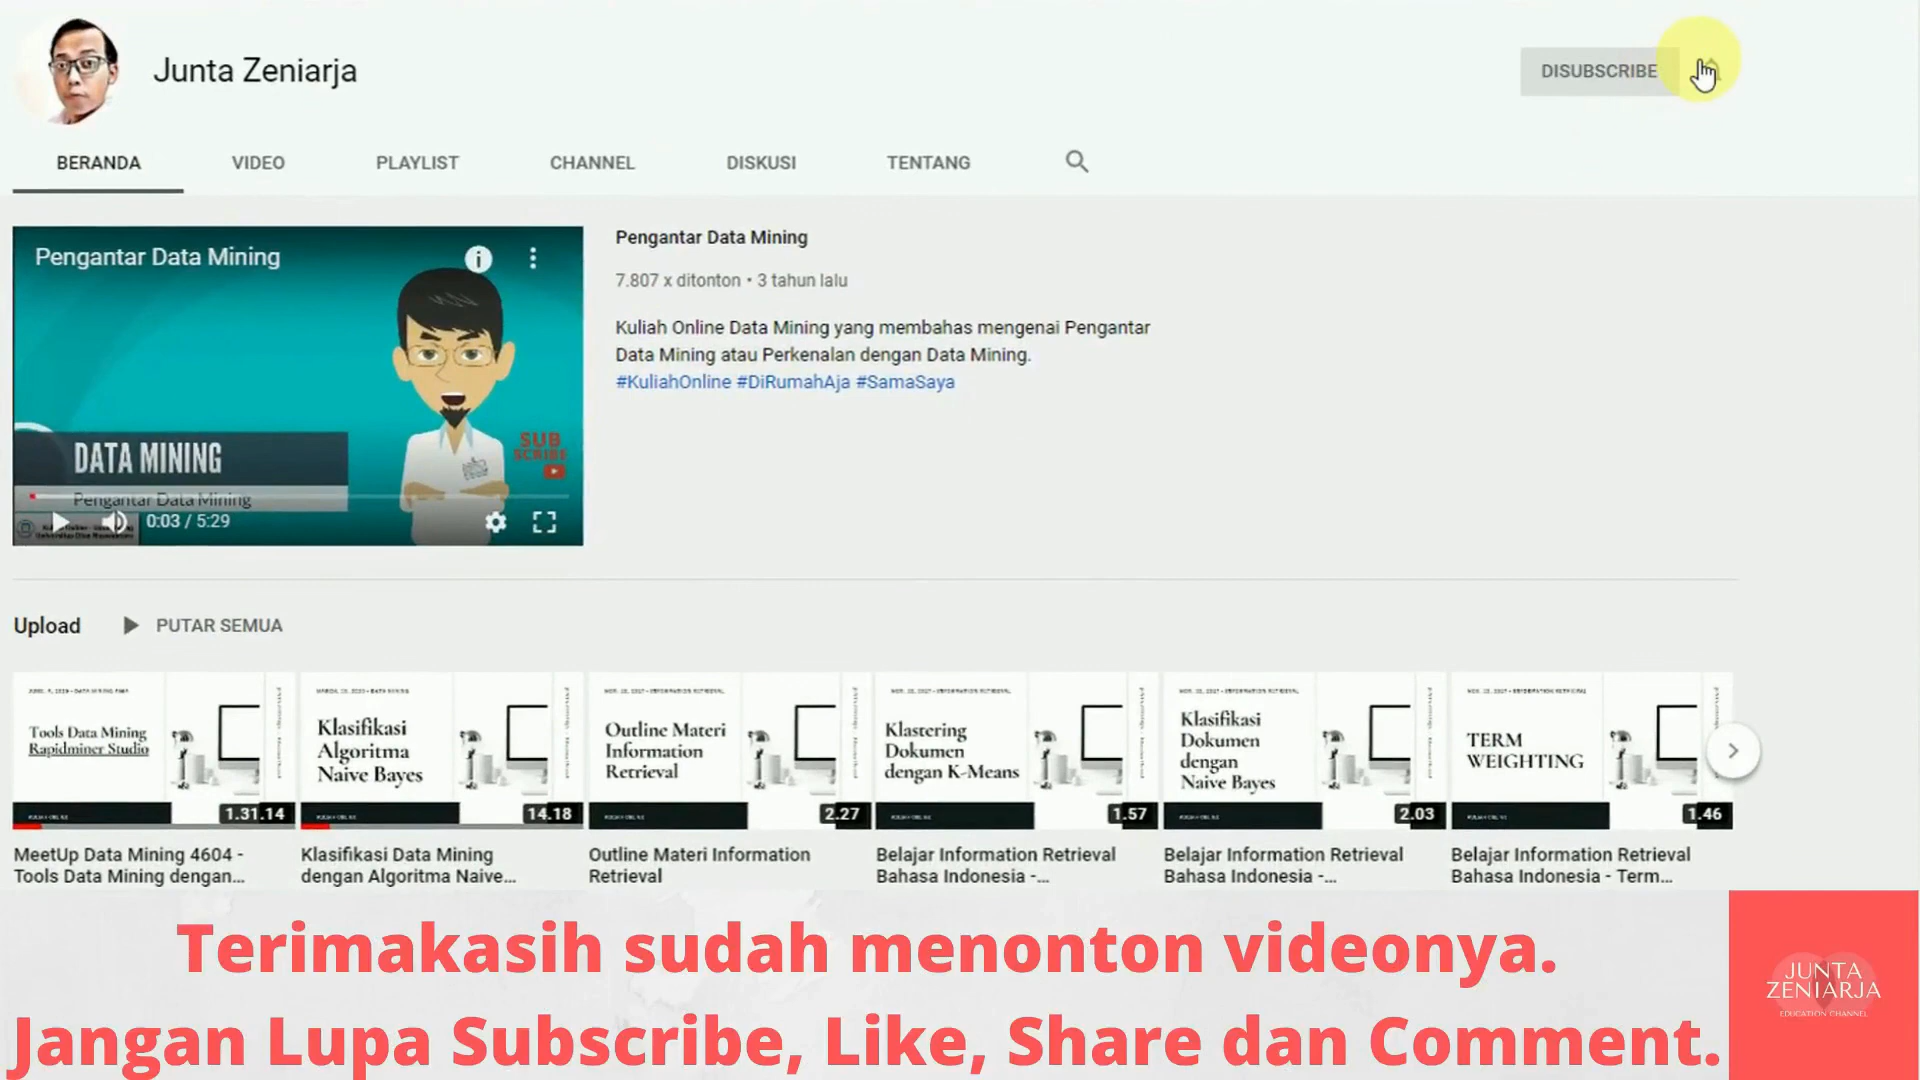 Junta Zeniarja
DISUBSCRIBE
BERANDA VIDEO PLAYLIST CHANNEL DISKUSI TENTANG
Pengantar Data Mining
DATA MINING
Pengantar Data Mining
SUB
SCRIBE
0:03 / 5:29
Pengantar Data Mining
7.807 x ditonton • 3 tahun lalu
Kuliah Online Data Mining yang membahas mengenai Pengantar
Data Mining atau Perkenalan dengan Data Mining.
#KuliahOnline #DiRumahAja #SamaSaya
Upload PUTAR SEMUA
Tools Data Mining
Rapidminer Studio
1.31.14
MeetUp Data Mining 4604 -
Tools Data Mining dengan...
Klasifikasi
Algoritma
Naive Bayes
14.18
Klasifikasi Data Mining
dengan Algoritma Naive...
Outline Materi
Information
Retrieval
2.27
Outline Materi Information
Retrieval
Klastering
Dokumen
dengan K-Means
1.57
Belajar Information Retrieval
Bahasa Indonesia -...
Klasifikasi
Dokumen
dengan
Naive Bayes
2.03
Belajar Information Retrieval
Bahasa Indonesia -...
TERM
WEIGHTING
1.46
Belajar Information Retrieval
Bahasa Indonesia - Term...
Terimakasih sudah menonton videonya.
Jangan Lupa Subscribe, Like, Share dan Comment.
JUNTA
ZENIARJA
EDUCATION CHANNEL